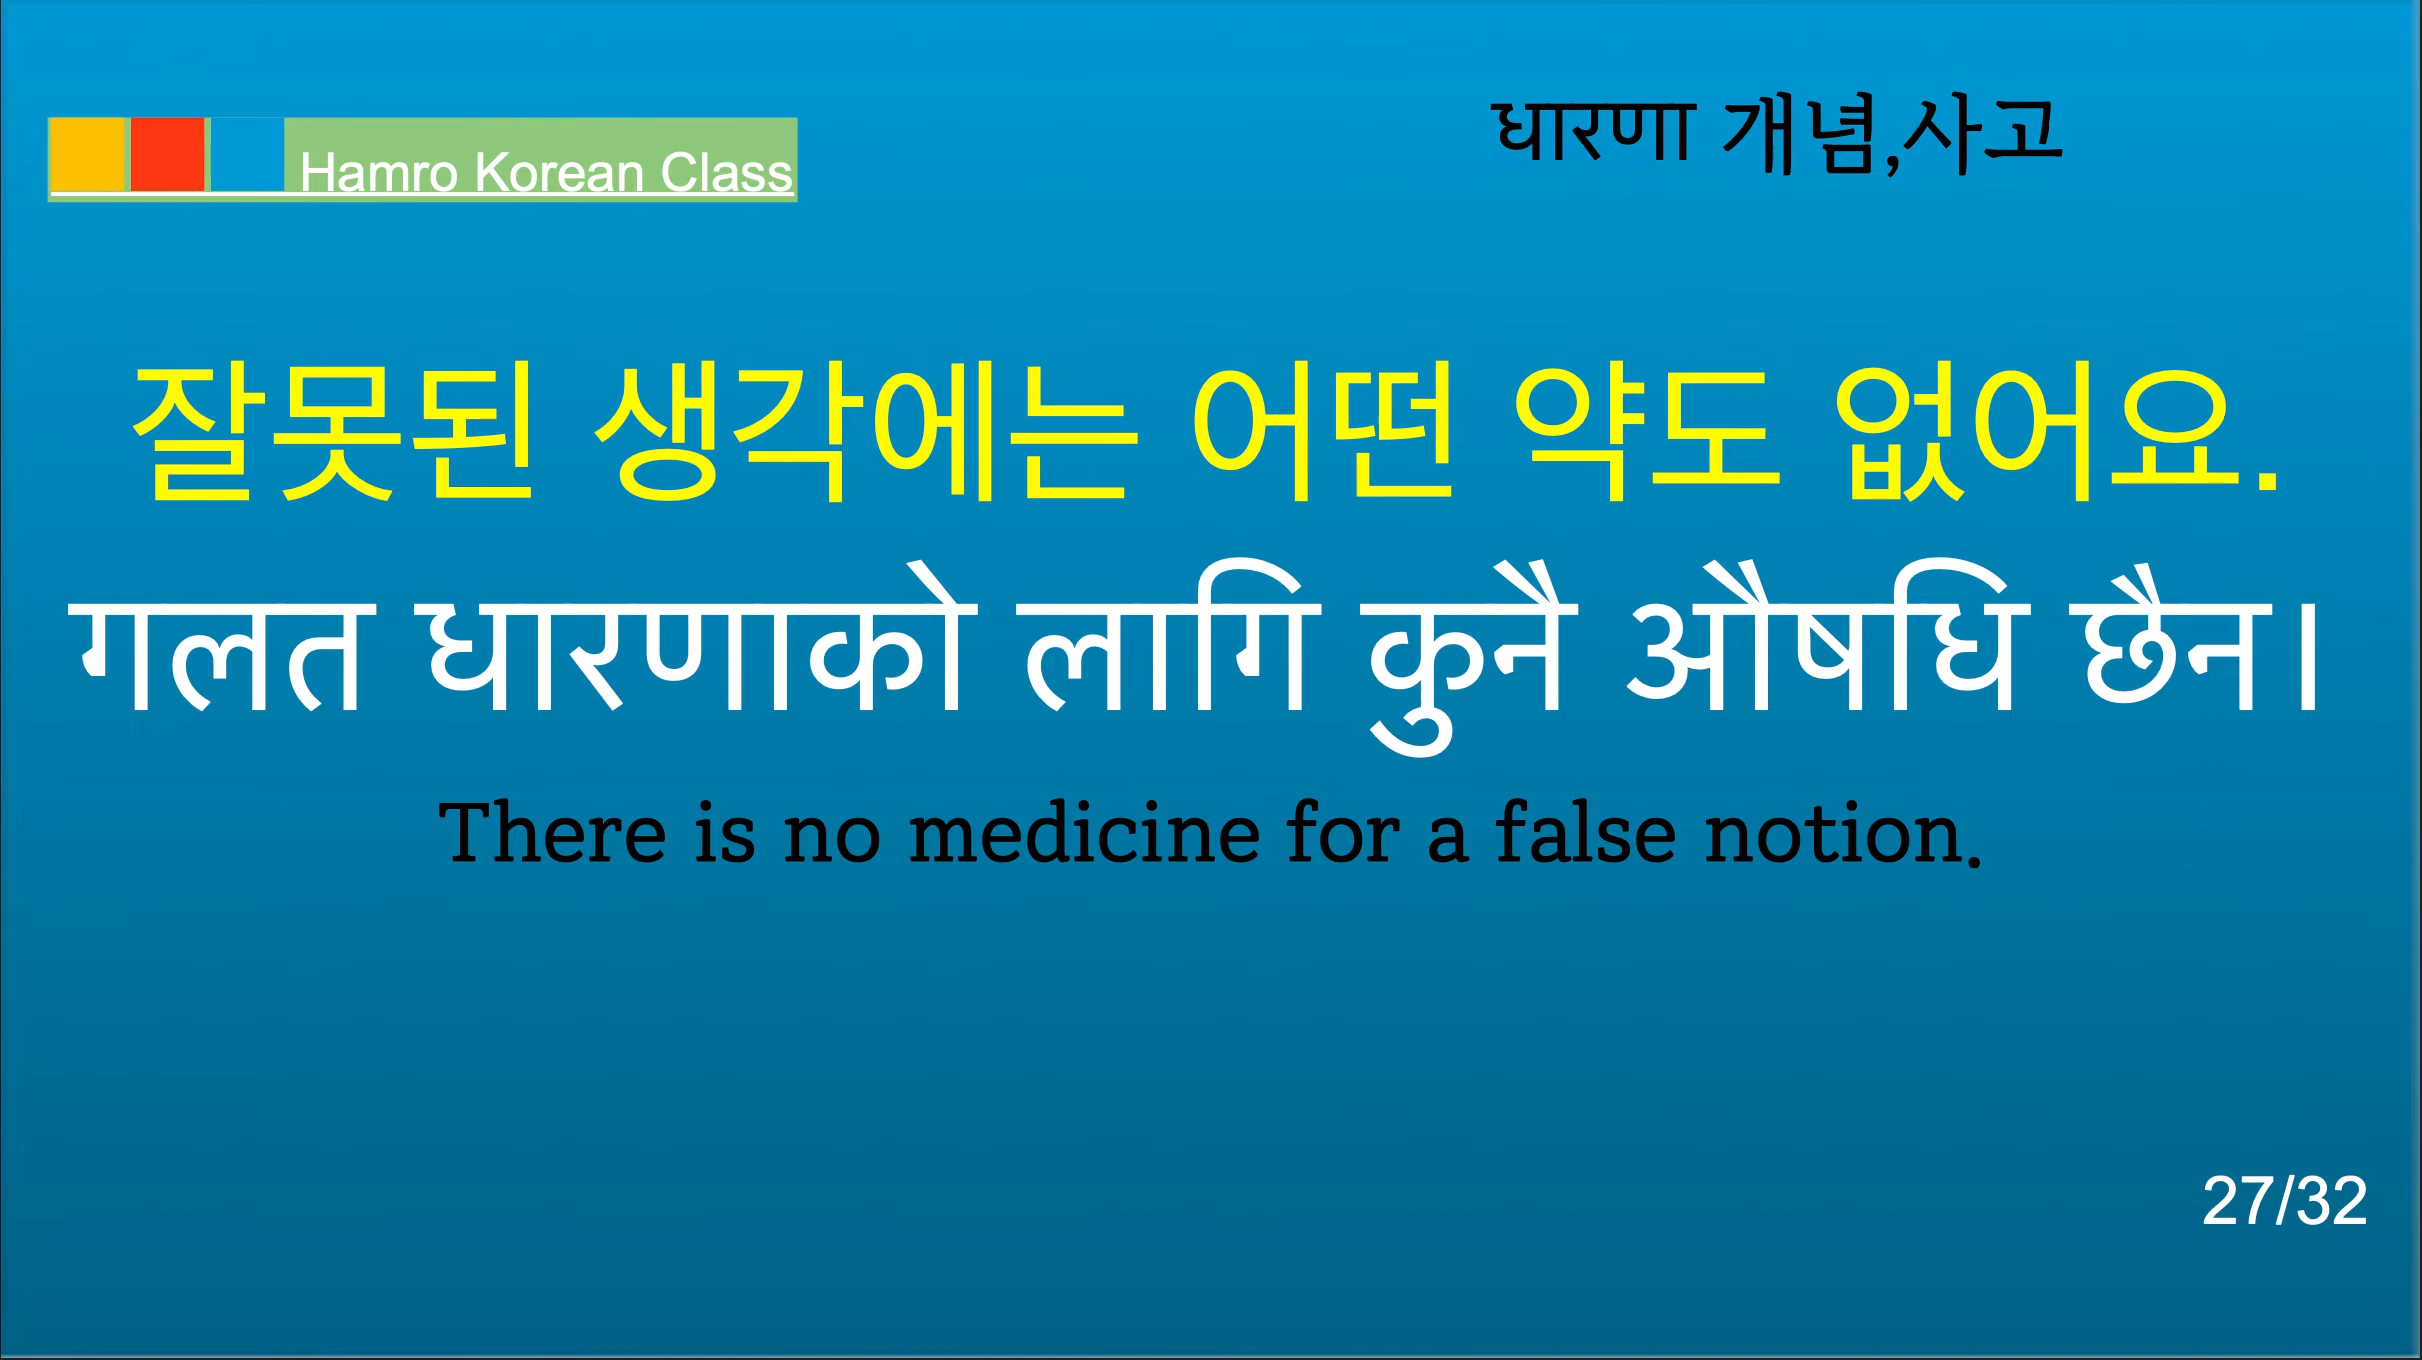 Hamro Korean Class
धारणा 개념,사고
잘못된 생각에는 어떤 약도 없어요.
गलत धारणाको लागि कुनै औषधि छैन।
There is no medicine for a false notion.
27/32